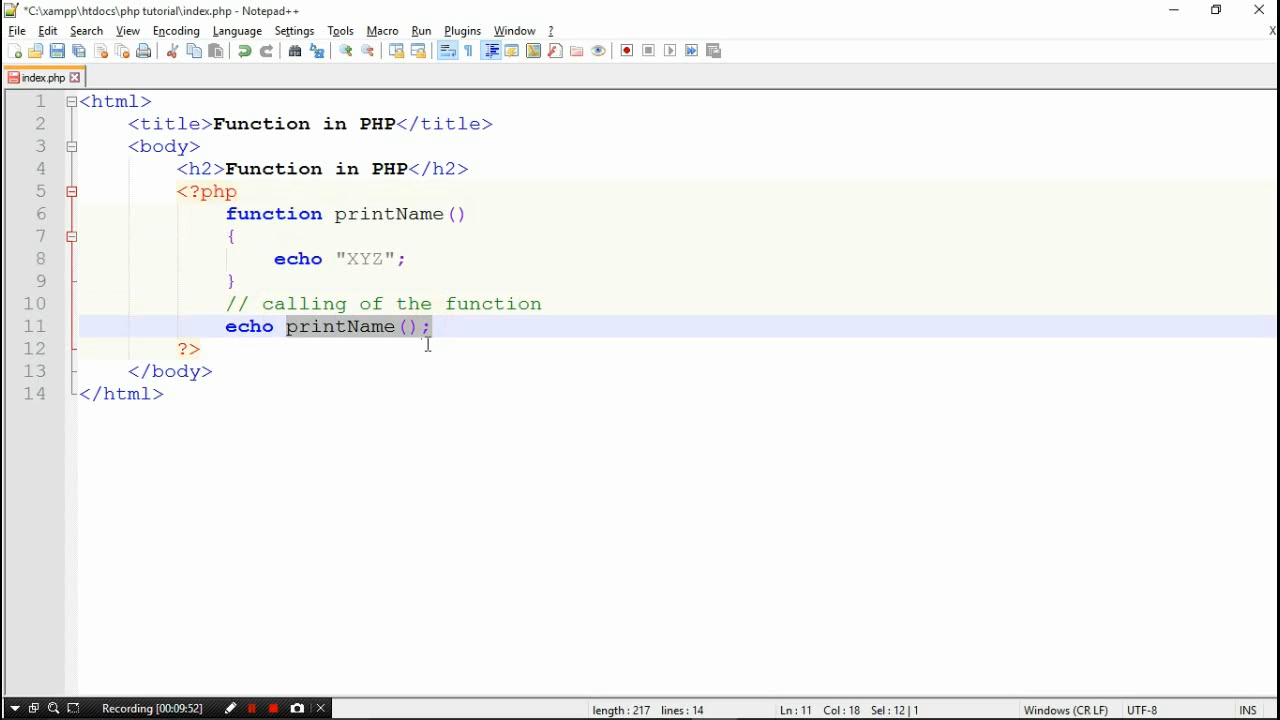 *C:\xampp\htdocs\php tutorial\index.php - Notepad++
File Edit Search View Encoding Language Settings Tools Macro Run Plugins Window ? X
index.php
1 <html>
2 <title>Function in PHP</title>
3 <body>
4 <h2>Function in PHP</h2>
5 <?php
6 function printName()
7 {
8 echo "XYZ";
9 }
10 // calling of the function
11 echo printName();
12 ?>
13 </body>
14 </html>
Recording [00:09:52]
length : 217 lines : 14 Ln : 11 Col : 18 Sel : 12 | 1 Windows (CR LF) UTF-8 INS